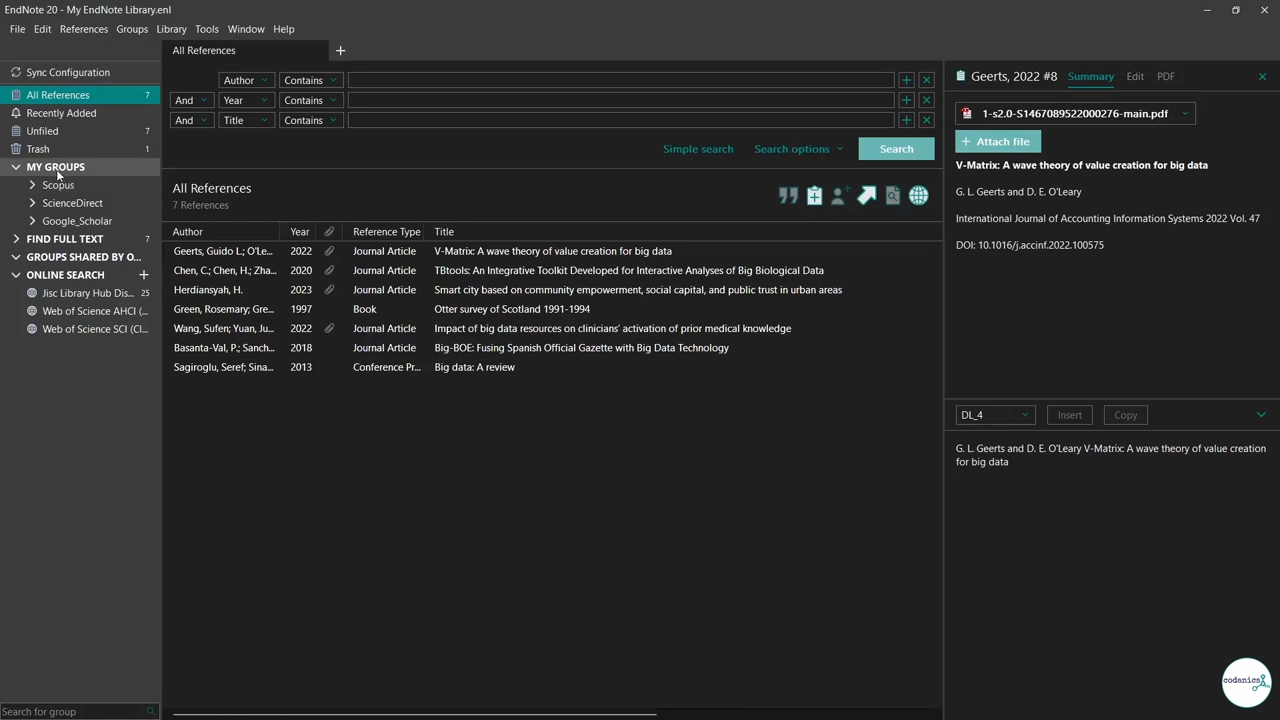 EndNote 20 - My EndNote Library.enl
File Edit References Groups Library Tools Window Help
Sync Configuration
All References 7
Recently Added
Unfiled 7
Trash 1
MY GROUPS
Scopus
ScienceDirect
Google_Scholar
FIND FULL TEXT 7
GROUPS SHARED BY O...
ONLINE SEARCH +
Jisc Library Hub Dis... 25
Web of Science AHCI (...
Web of Science SCI (Cl...
Search for group
All References +
Author Contains
And Year Contains
And Title Contains
Simple search Search options Search
All References
7 References
Author Year Reference Type Title
Geerts, Guido L.; O'Le... 2022 Journal Article V-Matrix: A wave theory of value creation for big data
Chen, C.; Chen, H.; Zha... 2020 Journal Article TBtools: An Integrative Toolkit Developed for Interactive Analyses of Big Biological Data
Herdiansyah, H. 2023 Journal Article Smart city based on community empowerment, social capital, and public trust in urban areas
Green, Rosemary; Gre... 1997 Book Otter survey of Scotland 1991-1994
Wang, Sufen; Yuan, Ju... 2022 Journal Article Impact of big data resources on clinicians' activation of prior medical knowledge
Basanta-Val, P.; Sanch... 2018 Journal Article Big-BOE: Fusing Spanish Official Gazette with Big Data Technology
Sagiroglu, Seref; Sina... 2013 Conference Pr... Big data: A review
Geerts, 2022 #8 Summary Edit PDF
1-s2.0-S1467089522000276-main.pdf
+ Attach file
V-Matrix: A wave theory of value creation for big data
G. L. Geerts and D. E. O'Leary
International Journal of Accounting Information Systems 2022 Vol. 47
DOI: 10.1016/j.accinf.2022.100575
DL_4 Insert Copy
G. L. Geerts and D. E. O'Leary V-Matrix: A wave theory of value creation
for big data
codanics